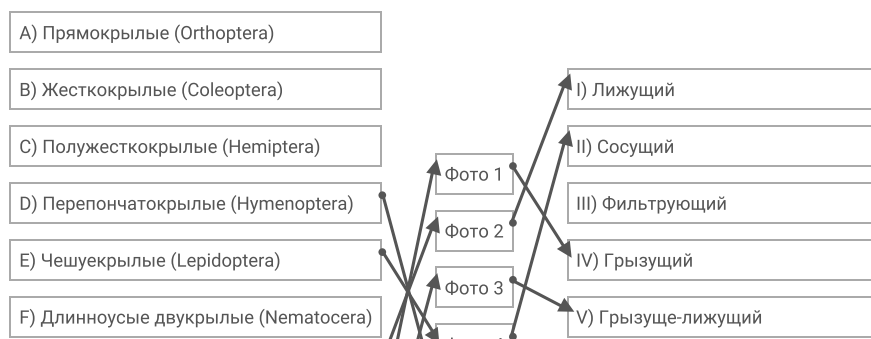 A) Прямокрылые (Orthoptera)
B) Жесткокрылые (Coleoptera)
C) Полужесткокрылые (Hemiptera)
D) Перепончатокрылые (Hymenoptera)
E) Чешуекрылые (Lepidoptera)
F) Длинноусые двукрылые (Nematocera)
Фото 1
Фото 2
Фото 3
I) Лижущий
II) Сосущий
III) Фильтрующий
IV) Грызущий
V) Грызуще-лижущий